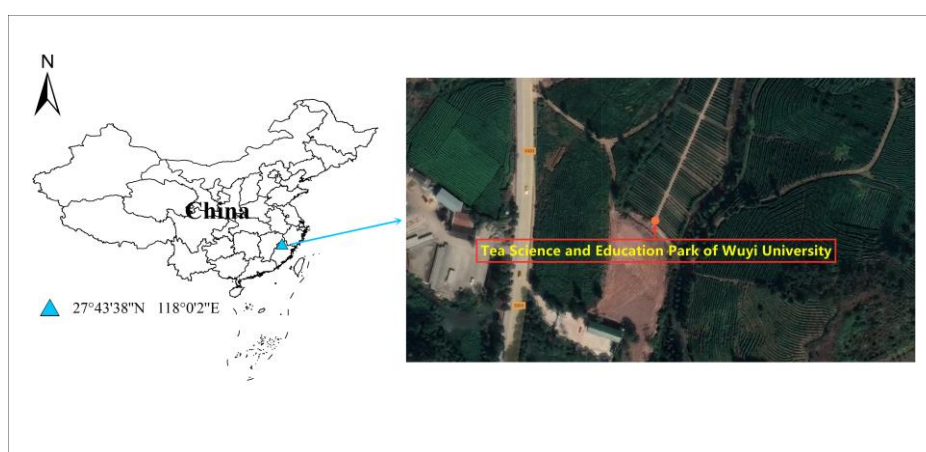 N
China
27°43'38"N 118°0'2"E
Tea Science and Education Park of Wuyi University